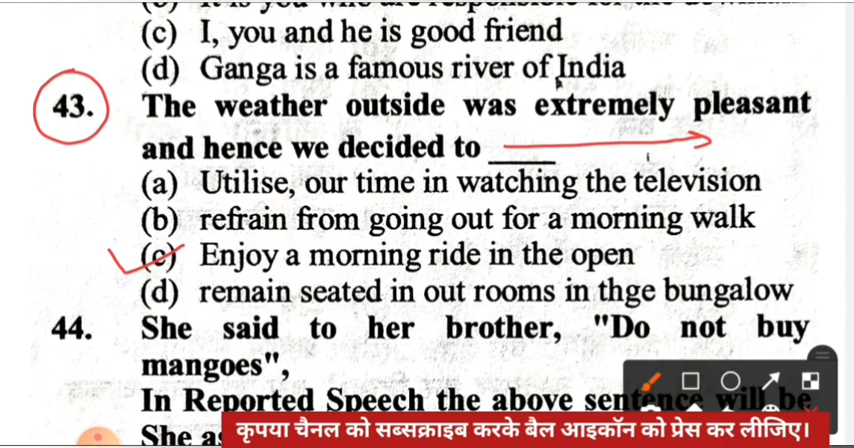 (c) I, you and he is good friend
(d) Ganga is a famous river of India
43. The weather outside was extremely pleasant
and hence we decided to ____
(a) Utilise, our time in watching the television
(b) refrain from going out for a morning walk
(c) Enjoy a morning ride in the open
(d) remain seated in out rooms in thge bungalow
44. She said to her brother, "Do not buy
mangoes",
In Reported Speech the above sentence will be
She
कृपया चैनल को सब्सक्राइब करके बैल आइकॉन को प्रेस कर लीजिए।